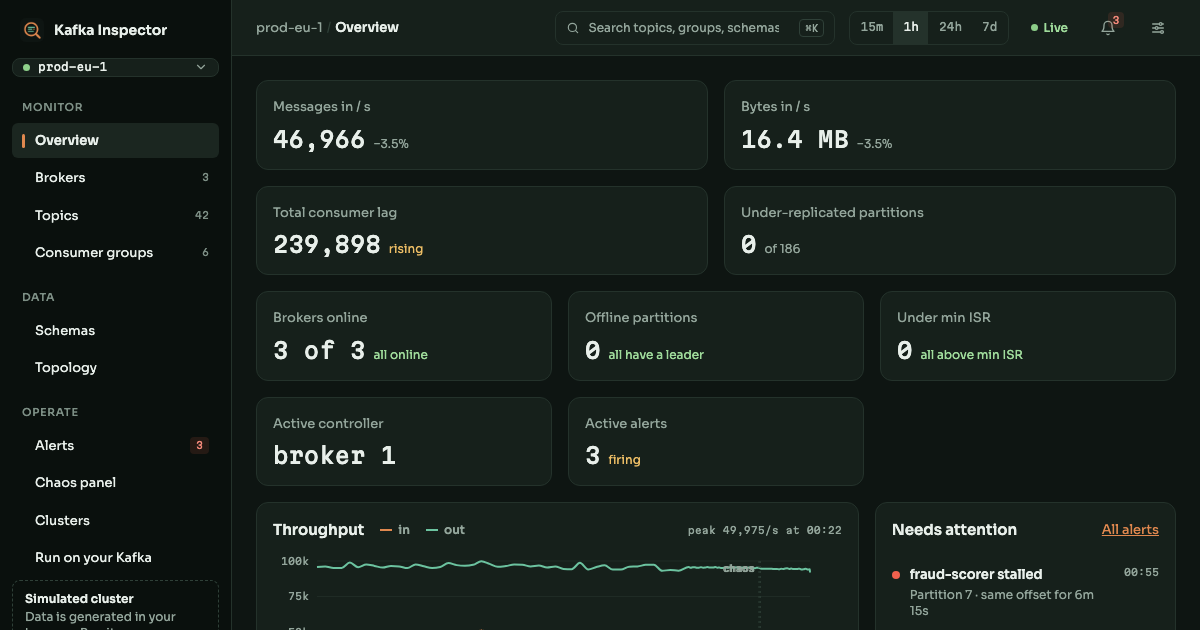 Kafka Inspector
prod-eu-1
MONITOR
Overview
Brokers 3
Topics 42
Consumer groups 6
DATA
Schemas
Topology
OPERATE
Alerts 3
Chaos panel
Clusters
Run on your Kafka
Simulated cluster
Data is generated in your
prod-eu-1 / Overview
Search topics, groups, schemas ⌘K
15m 1h 24h 7d
Live
3
Messages in / s
46,966 −3.5%
Bytes in / s
16.4 MB −3.5%
Total consumer lag
239,898 rising
Under-replicated partitions
0 of 186
Brokers online
3 of 3 all online
Offline partitions
0 all have a leader
Under min ISR
0 all above min ISR
Active controller
broker 1
Active alerts
3 firing
Throughput in out peak 49,975/s at 00:22
100k
chaos
75k
Needs attention All alerts
fraud-scorer stalled 00:55
Partition 7 · same offset for 6m
15s